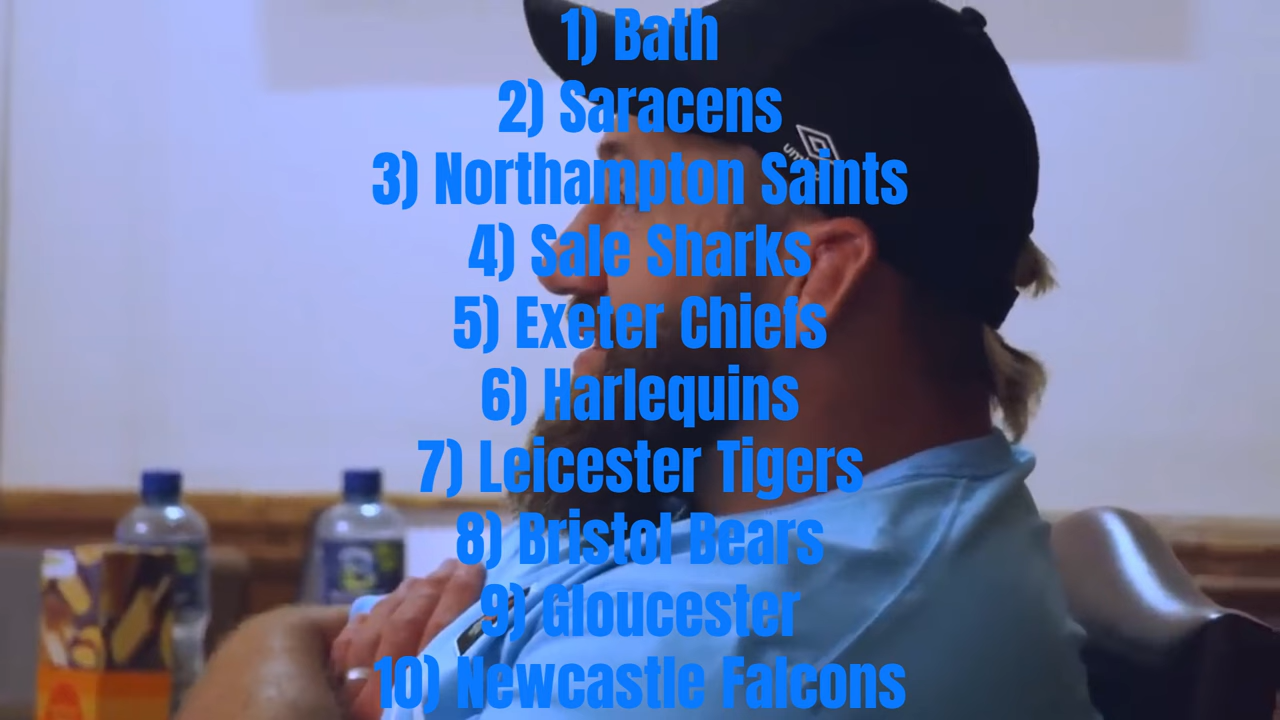 1) Bath
2) Saracens
3) Northampton Saints
4) Sale Sharks
5) Exeter Chiefs
6) Harlequins
7) Leicester Tigers
8) Bristol Bears
9) Gloucester
10) Newcastle Falcons